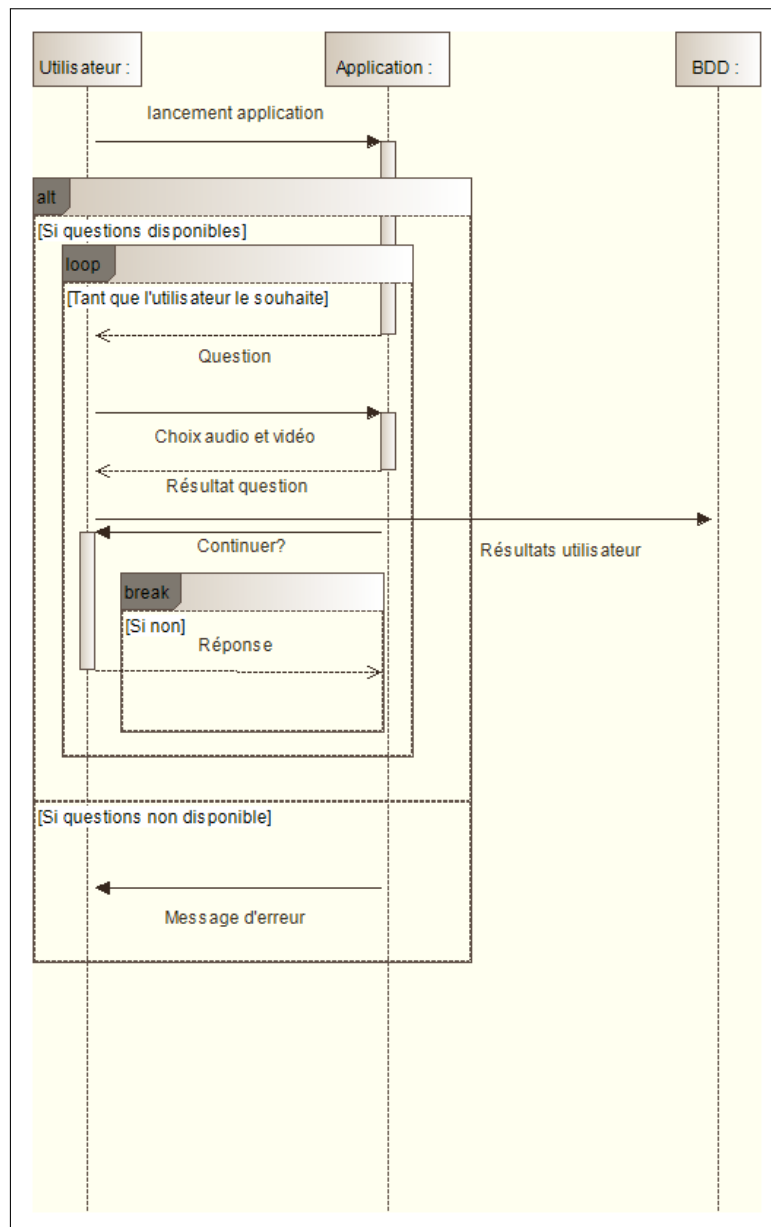 Utilisateur :
Application :
BDD :
lancement application
alt
[Si questions disponibles]
loop
[Tant que l'utilisateur le souhaite]
Question
Choix audio et vidéo
Résultat question
Continuer?
Résultats utilisateur
break
[Si non]
Réponse
[Si questions non disponible]
Message d'erreur